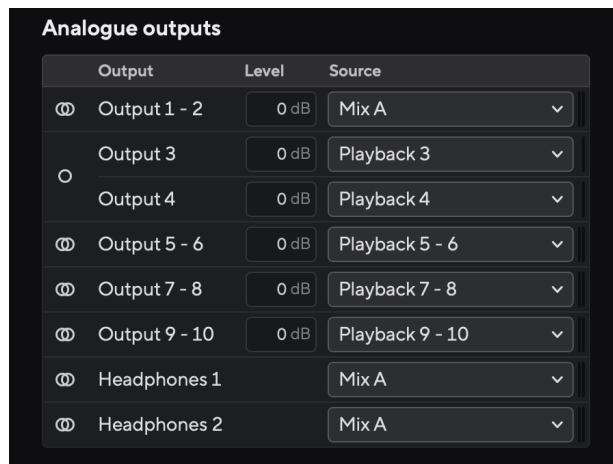 Analogue outputs
Output Level Source
Output 1 - 2 0 dB Mix A
Output 3 0 dB Playback 3
Output 4 0 dB Playback 4
Output 5 - 6 0 dB Playback 5 - 6
Output 7 - 8 0 dB Playback 7 - 8
Output 9 - 10 0 dB Playback 9 - 10
Headphones 1 Mix A
Headphones 2 Mix A